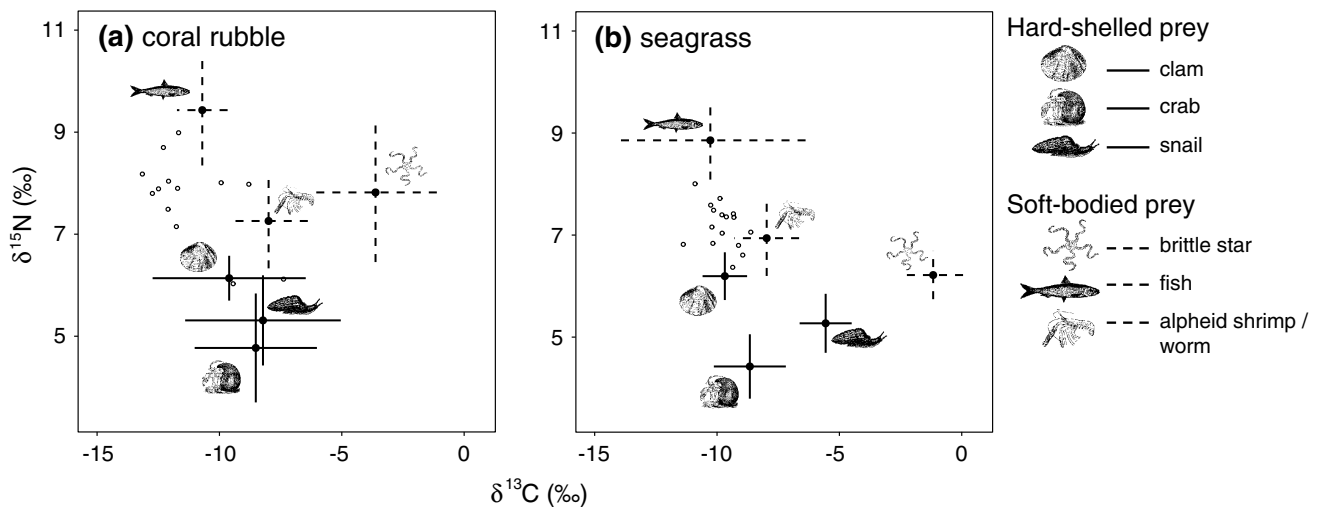 (a) coral rubble
11
9
7
5
-15 -10 -5 0
δ¹⁵N (‰)
(b) seagrass
11
9
7
5
-15 -10 -5 0
δ¹³C (‰)
Hard-shelled prey
clam
crab
snail
Soft-bodied prey
brittle star
fish
alpheid shrimp /
worm